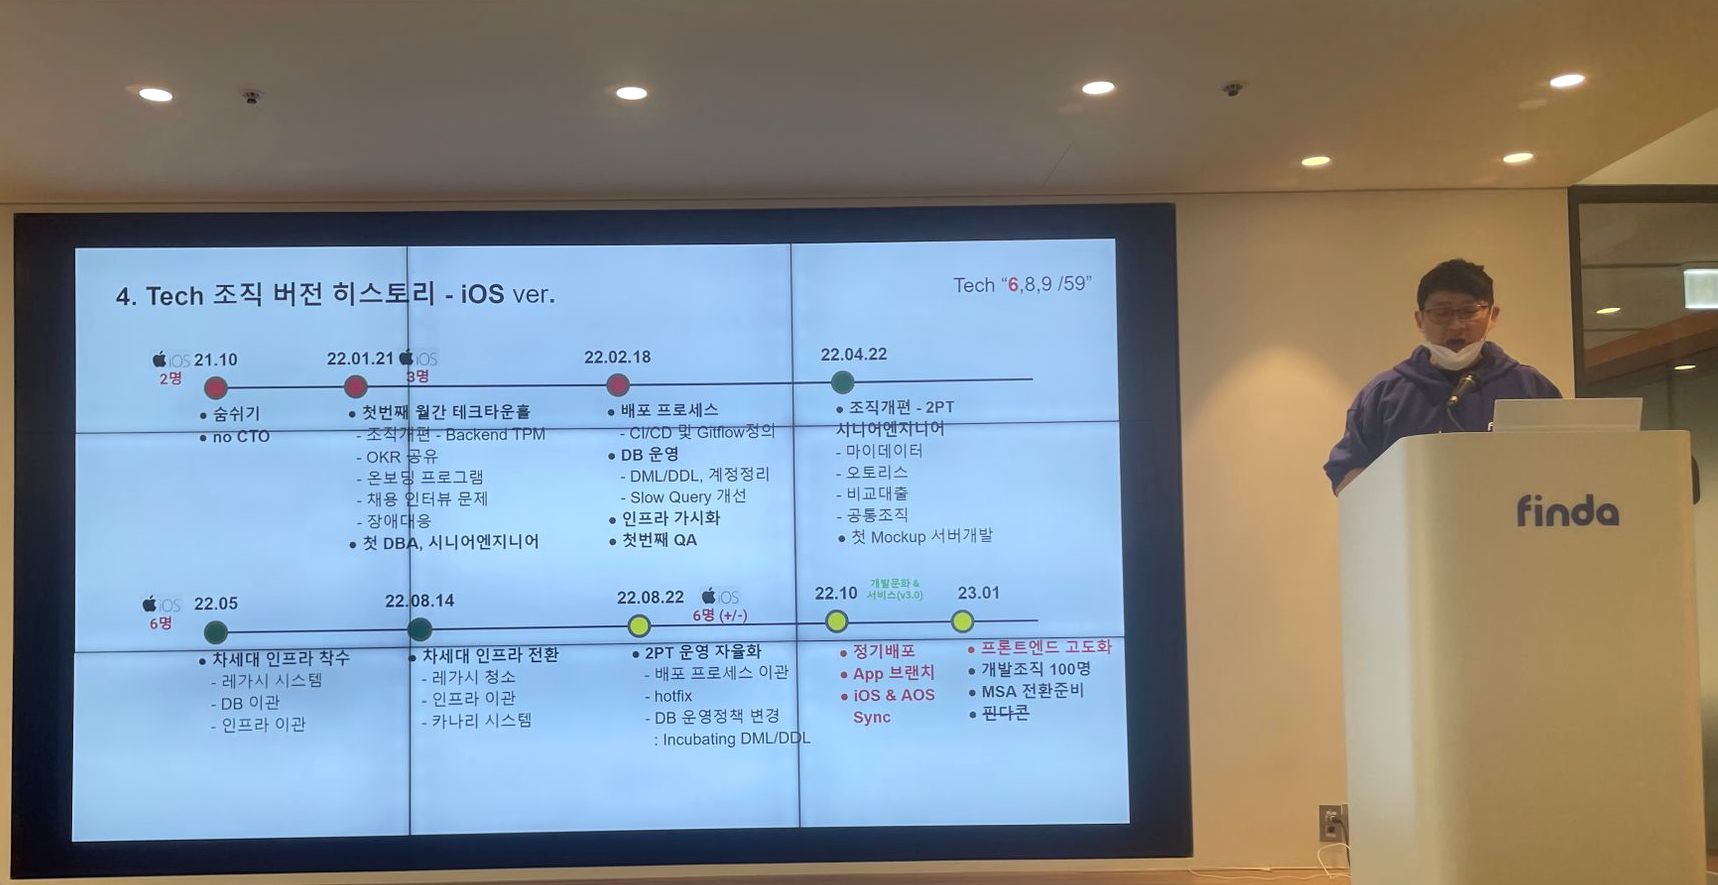 4. Tech 조직 버전 히스토리 - iOS ver.
Tech “6,8,9 /59”
iOS 21.10
2명
22.01.21 iOS
3명
22.02.18
22.04.22
• 숨쉬기
• no CTO
• 첫번째 월간 테크타운홀
- 조직개편 - Backend TPM
- OKR 공유
- 온보딩 프로그램
- 채용 인터뷰 문제
- 장애대응
• 첫 DBA, 시니어엔지니어
• 배포 프로세스
- CI/CD 및 Gitflow정의
• DB 운영
- DML/DDL, 계정정리
- Slow Query 개선
• 인프라 가시화
• 첫번째 QA
• 조직개편 - 2PT
시니어엔지니어
- 마이데이터
- 오토리스
- 비교대출
- 공통조직
• 첫 Mockup 서버개발
iOS 22.05
6명
22.08.14
22.08.22 iOS
6명 (+/-)
22.10
개발문화 &
서비스(v3.0)
23.01
• 차세대 인프라 착수
- 레가시 시스템
- DB 이관
- 인프라 이관
• 차세대 인프라 전환
- 레가시 청소
- 인프라 이관
- 카나리 시스템
• 2PT 운영 자율화
- 배포 프로세스 이관
- hotfix
- DB 운영정책 변경
: Incubating DML/DDL
• 정기배포
• App 브랜치
• iOS & AOS
Sync
• 프론트엔드 고도화
• 개발조직 100명
• MSA 전환준비
• 핀다콘
finda